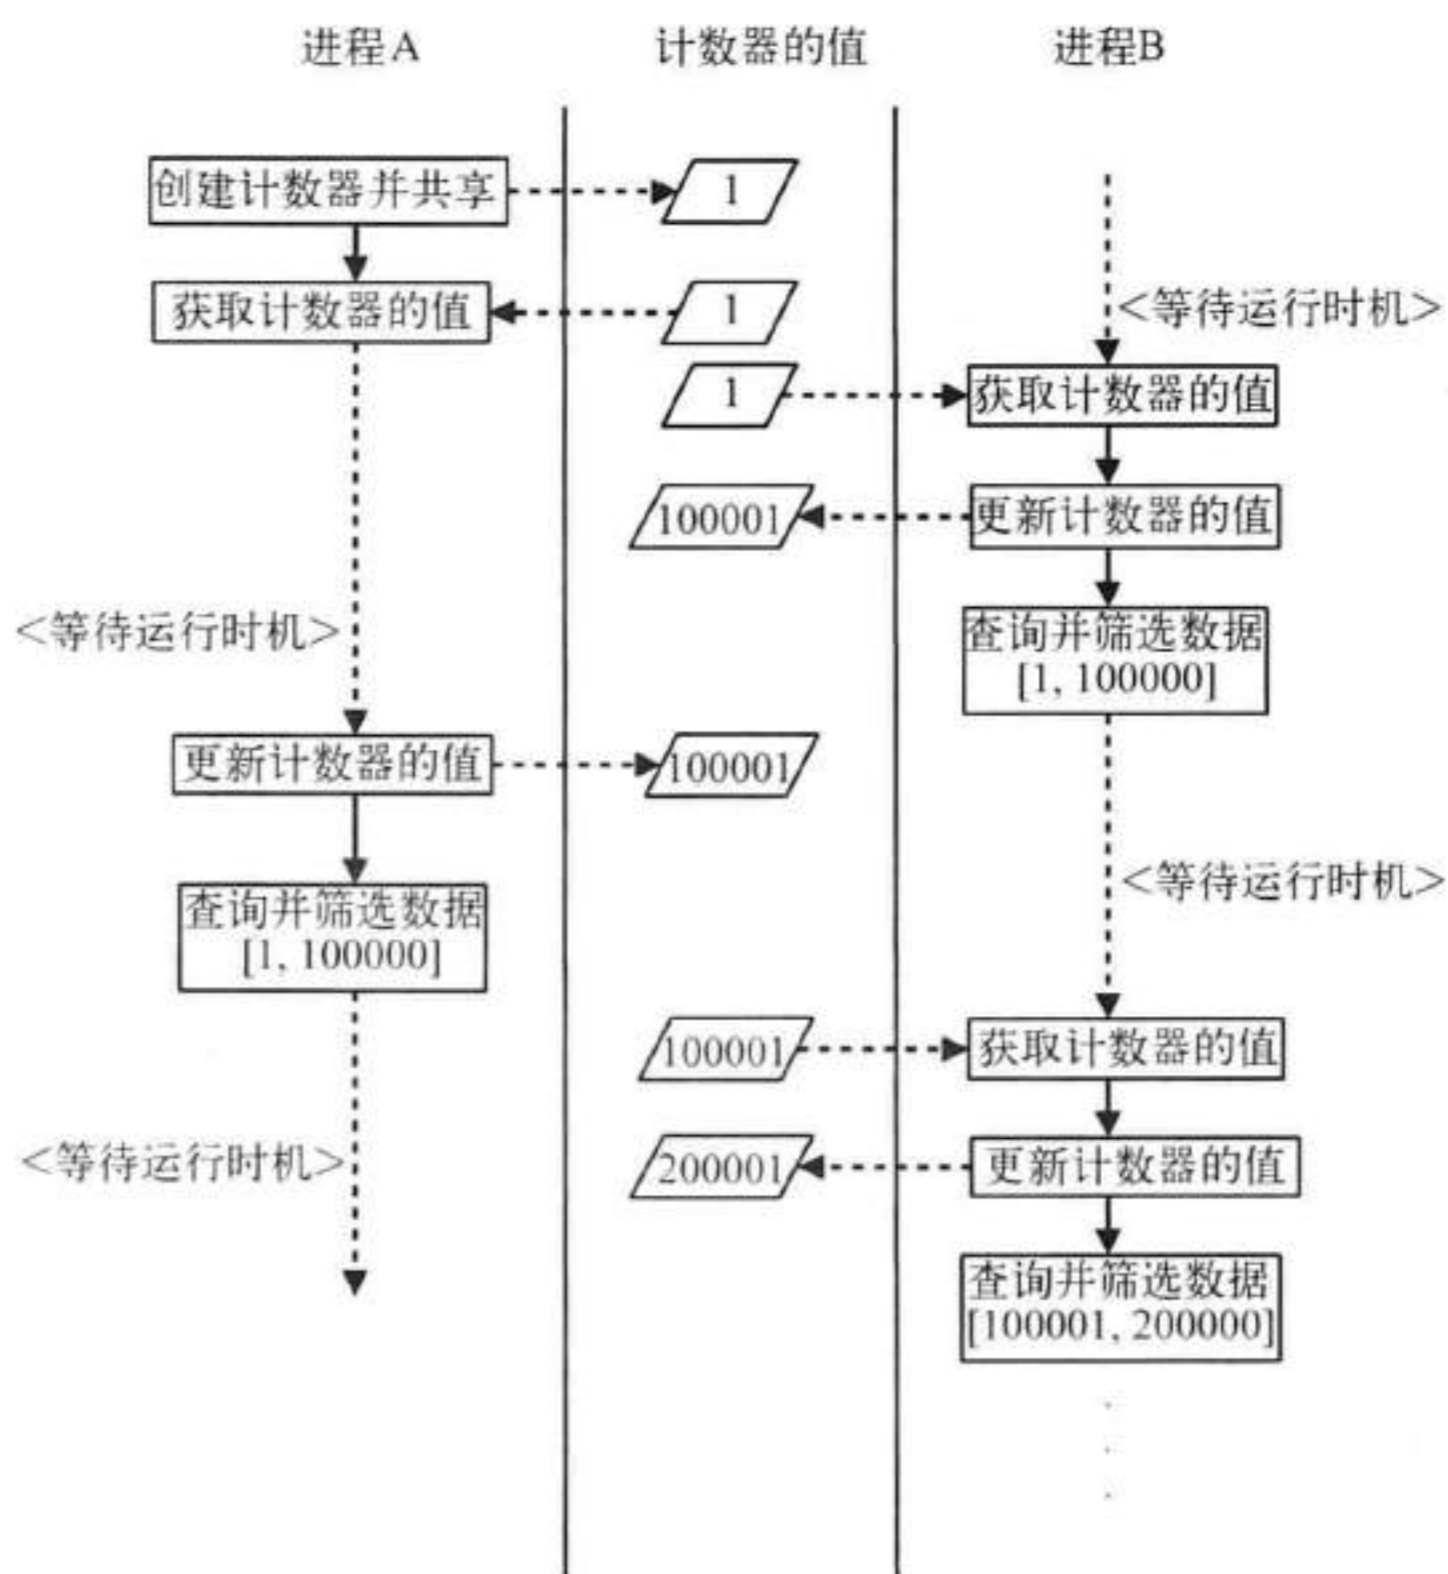 进程A 计数器的值 进程B
创建计数器并共享
1
获取计数器的值
1
<等待运行时机>
1
获取计数器的值
100001
更新计数器的值
<等待运行时机>
查询并筛选数据
[1, 100000]
更新计数器的值
100001
<等待运行时机>
查询并筛选数据
[1, 100000]
100001
获取计数器的值
<等待运行时机>
200001
更新计数器的值
查询并筛选数据
[100001, 200000]